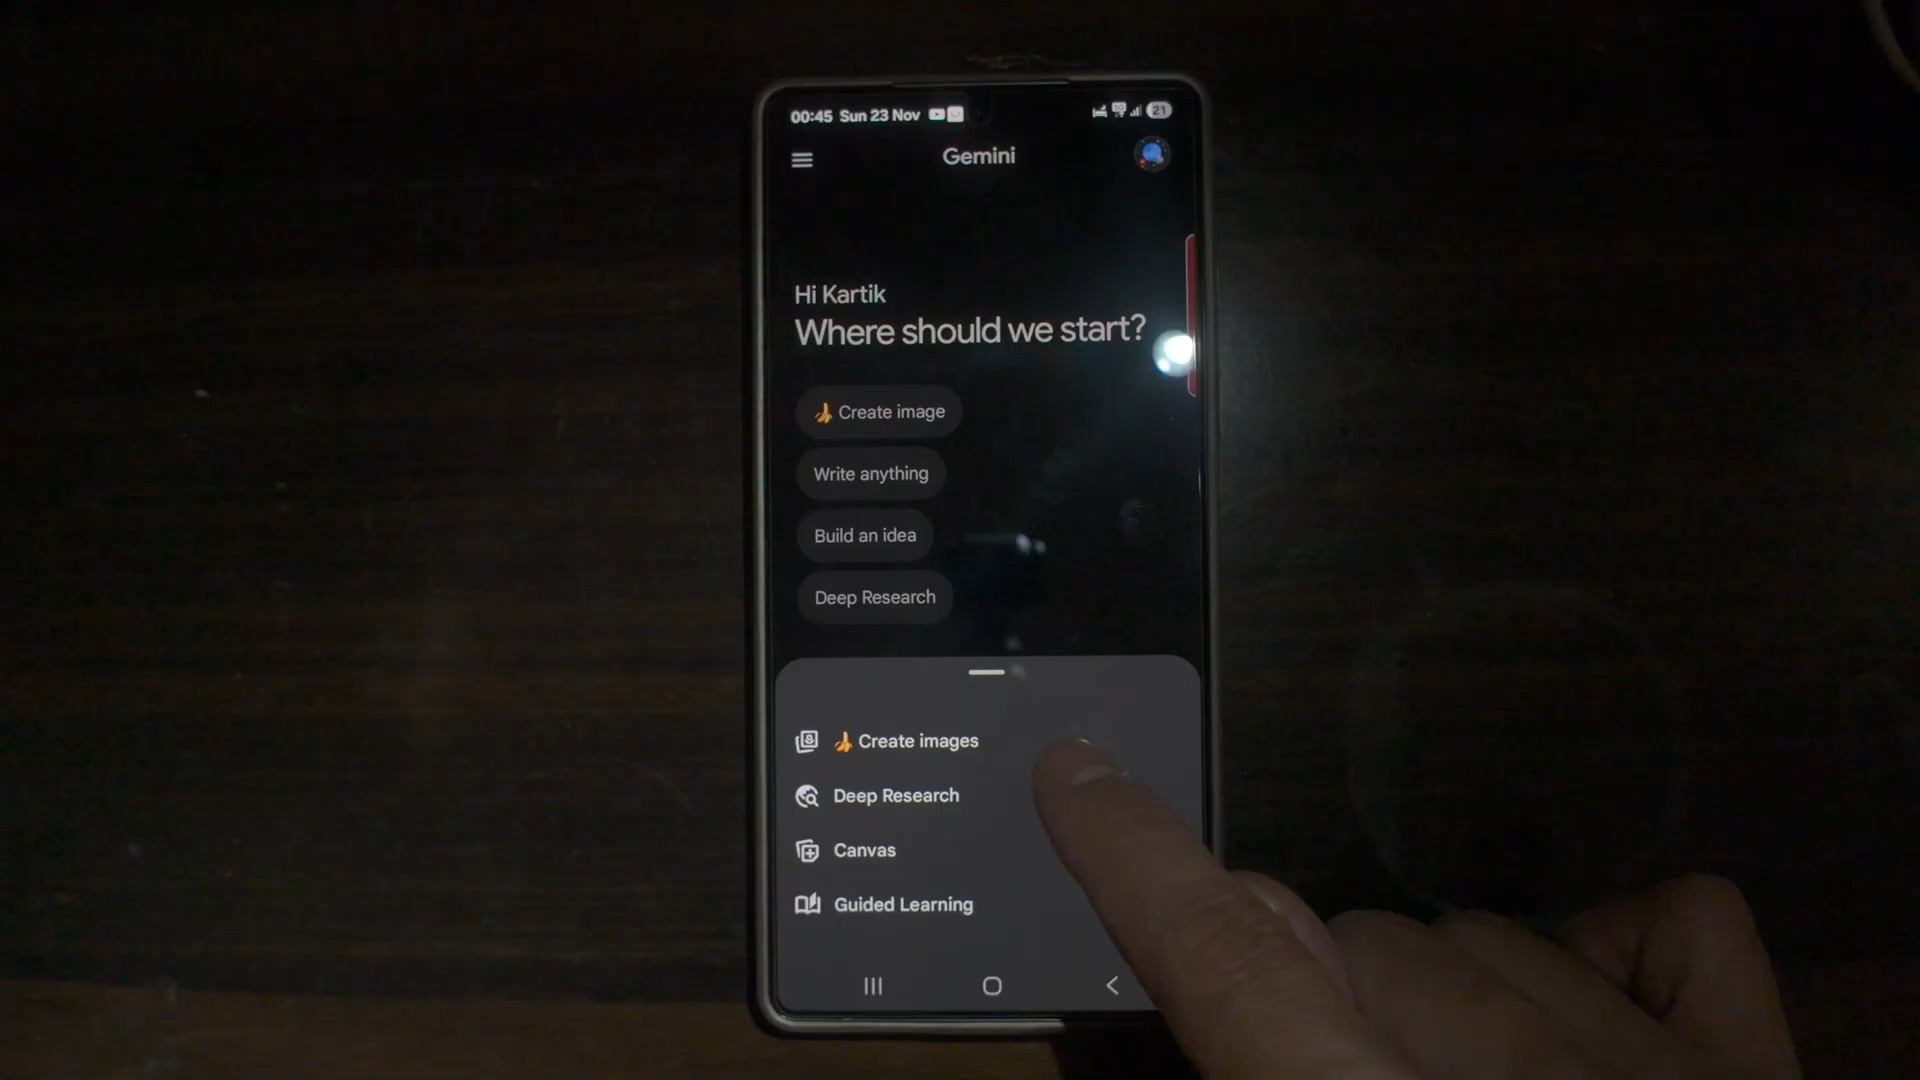 00:45 Sun 23 Nov
21
Gemini
Hi Kartik
Where should we start?
Create image
Write anything
Build an idea
Deep Research
Create images
Deep Research
Canvas
Guided Learning